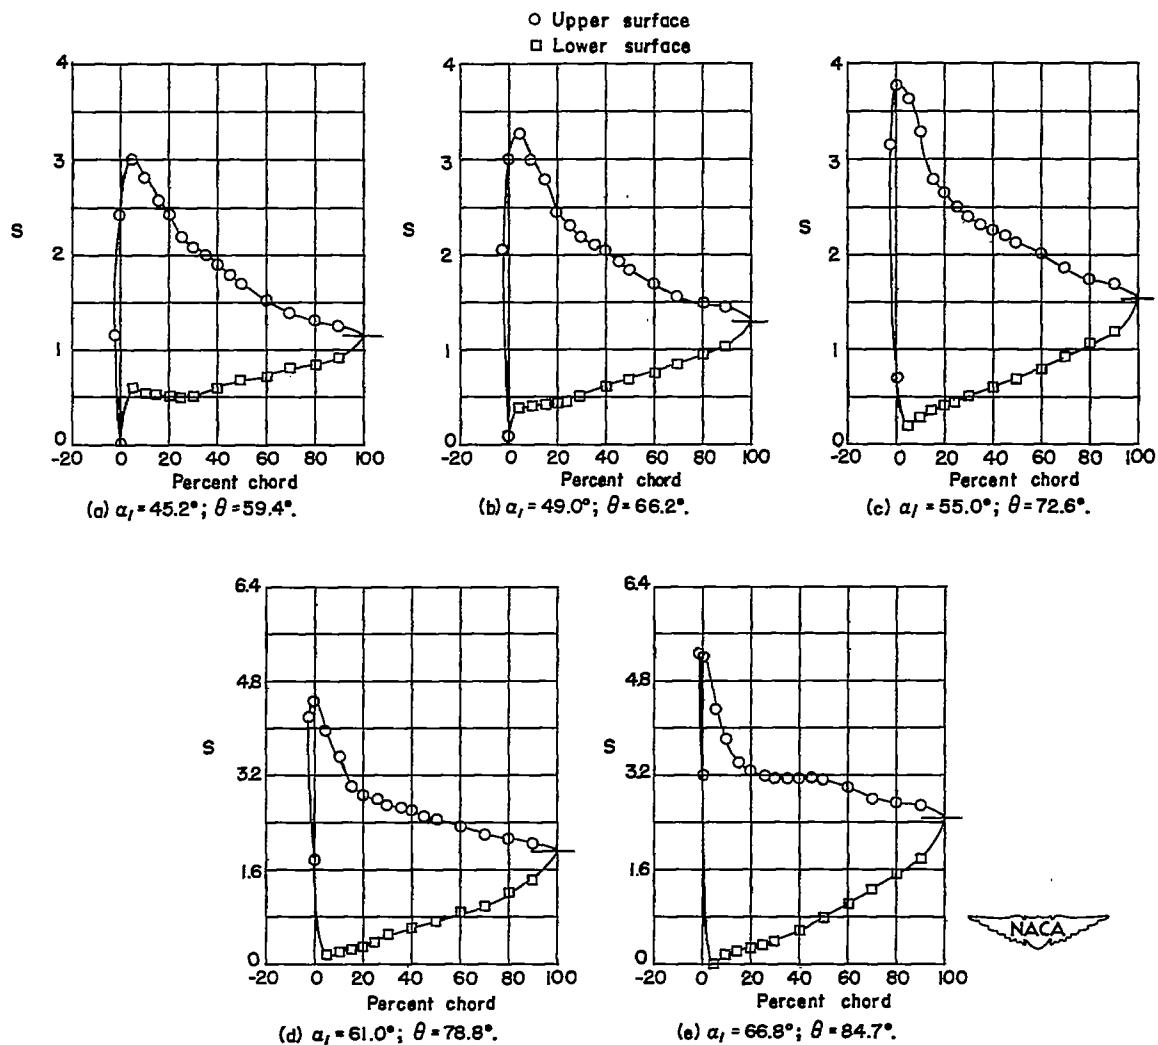 ○ Upper surface
□ Lower surface
4
3
2
1
0
S
-20 0 20 40 60 80 100
Percent chord
(a) α₁ = 45.2°; θ = 59.4°.
4
3
2
1
0
S
-20 0 20 40 60 80 100
Percent chord
(b) α₁ = 49.0°; θ = 66.2°.
4
3
2
1
0
S
-20 0 20 40 60 80 100
Percent chord
(c) α₁ = 55.0°; θ = 72.6°.
6.4
4.8
3.2
1.6
0
S
-20 0 20 40 60 80 100
Percent chord
(d) α₁ = 61.0°; θ = 78.8°.
6.4
4.8
3.2
1.6
0
S
-20 0 20 40 60 80 100
Percent chord
(e) α₁ = 66.8°; θ = 84.7°.
NACA